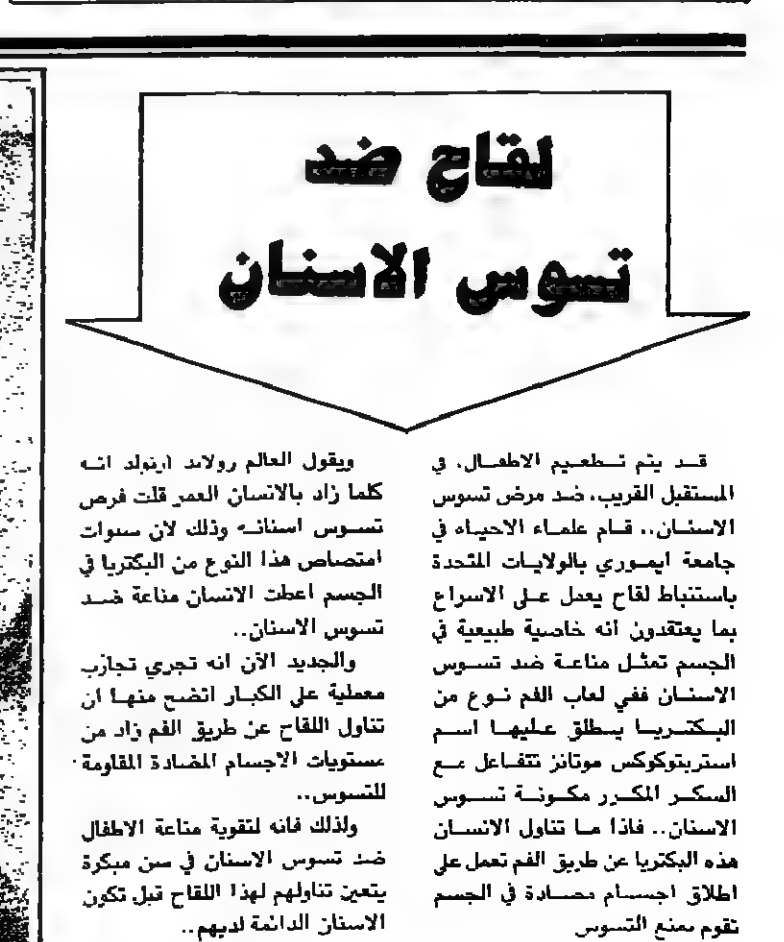 لقاح ضد
تسوس الاسنان
قد يتم تطعيم الاطفال، في
المستقبل القريب، ضد مرض تسوس
الاسنان.. قام علماء الاحياء في
جامعة ايموري بالولايات المتحدة
باستنباط لقاح يعمل على الاسراع
بما يعتقدون أنه خاصية طبيعية في
الجسم تمثل مناعة ضد تسوس
الاسنان ففي لعاب الفم نوع من
البكتريا يطلق عليها اسم
استربتوكوكس موتانز تتفاعل مع
السكر المكرر مكونة تسوس
الاسنان.. فاذا ما تناول الانسان
هذه البكتريا عن طريق الفم تعمل على
اطلاق اجسام مضادة في الجسم
تقوم بمنع التسوس
ويقول العالم رولاند ارنولد انه
كلما زاد بالانسان العمر قلت فرص
تسوس اسنانه وذلك لان سنوات
امتصاص هذا النوع من البكتريا في
الجسم اعطت الانسان مناعة ضد
تسوس الاسنان..
والجديد الآن انه تجري تجارب
معملية على الكبار اتضح منها ان
تناول اللقاح عن طريق الفم زاد من
مستويات الاجسام المضادة المقاومة
للتسوس..
ولذلك فانه لتقوية مناعة الاطفال
ضد تسوس الاسنان في سن مبكرة
يتعين تناولهم لهذا اللقاح قبل تكون
الاسنان الدائمة لديهم..